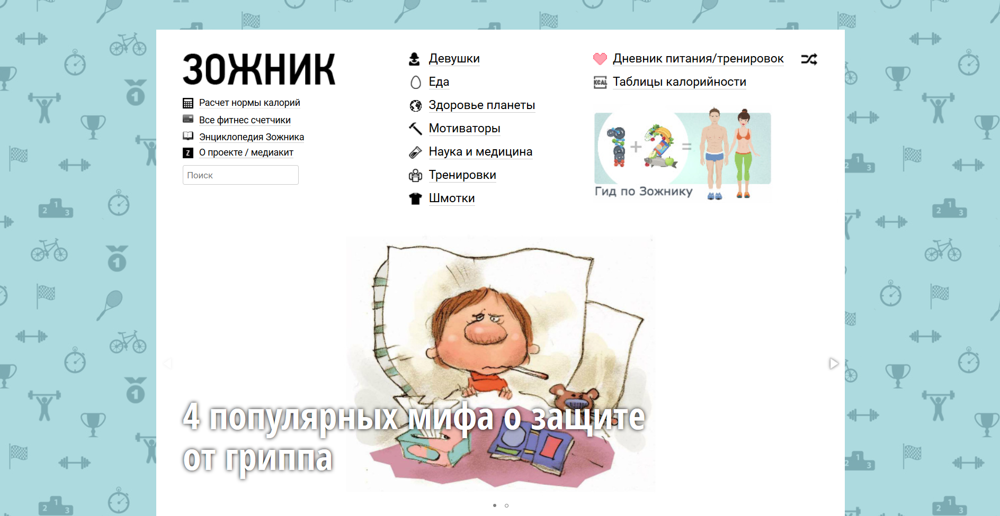 ЗОЖНИК
Расчет нормы калорий
Все фитнес счетчики
Энциклопедия Зожника
Z О проекте / медиакит
Поиск
Девушки
Еда
Здоровье планеты
Мотиваторы
Наука и медицина
Тренировки
Шмотки
Дневник питания/тренировок
KCAL Таблицы калорийности
1 + 2 =
Гид по Зожнику
4 популярных мифа о защите
от гриппа